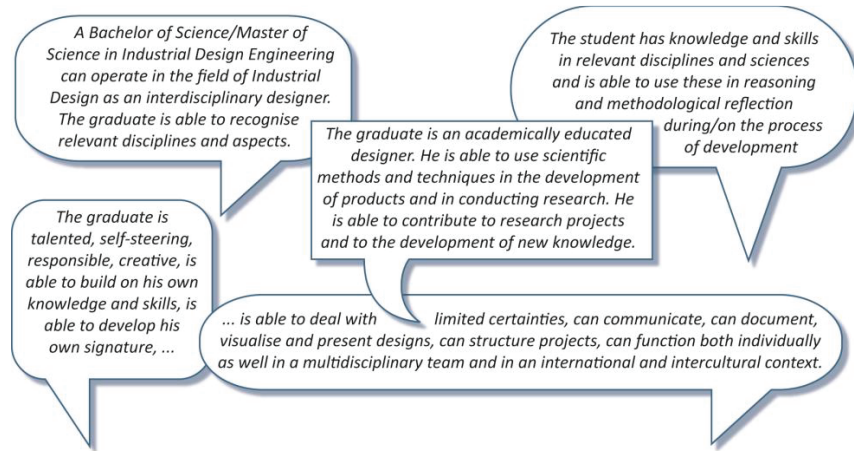 A Bachelor of Science/Master of
Science in Industrial Design Engineering
can operate in the field of Industrial
Design as an interdisciplinary designer.
The graduate is able to recognise
relevant disciplines and aspects.
The student has knowledge and skills
in relevant disciplines and sciences
and is able to use these in reasoning
and methodological reflection
during/on the process
of development
The graduate is an academically educated
designer. He is able to use scientific
methods and techniques in the development
of products and in conducting research. He
is able to contribute to research projects
and to the development of new knowledge.
The graduate is
talented, self-steering,
responsible, creative, is
able to build on his own
knowledge and skills, is
able to develop his
own signature, ...
... is able to deal with limited certainties, can communicate, can document,
visualise and present designs, can structure projects, can function both individually
as well in a multidisciplinary team and in an international and intercultural context.